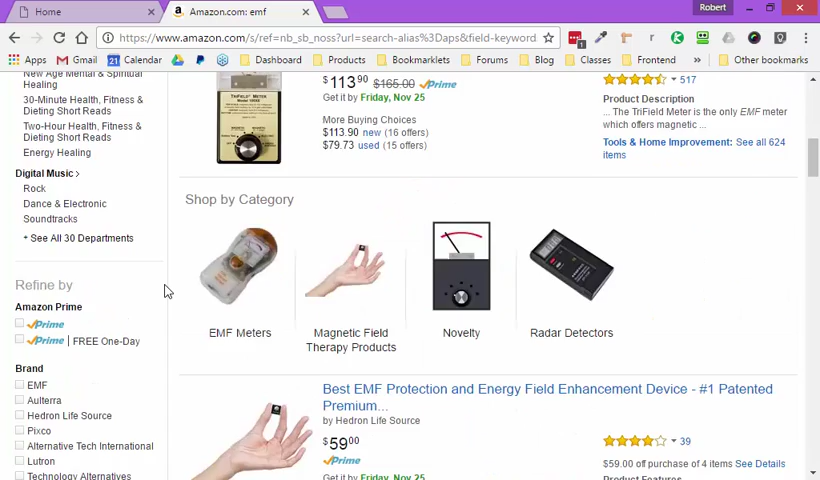 Home
Amazon.com: emf
Robert
https://www.amazon.com/s/ref=nb_sb_noss?url=search-alias%3Daps&field-keyword
Apps
Gmail
Calendar
Dashboard
Products
Bookmarklets
Forums
Blog
Frontend
Other bookmarks
New Age Mental & Spiritual
Healing
30-Minute Health, Fitness &
Dieting Short Reads
Two-Hour Health, Fitness &
Dieting Short Reads
Energy Healing
Digital Music
Rock
Dance & Electronic
Soundtracks
+ See All 30 Departments
Refine by
Amazon Prime
Prime
Prime | FREE One-Day
Brand
EMF
Aulterra
Hedron Life Source
Pixco
Alternative Tech International
Lutron
Technology Alternatives
$113 90 $165.00 Prime
Get it by Friday, Nov 25
More Buying Choices
$113.90 new (16 offers)
$79.73 used (15 offers)
517
Product Description
... The TriField Meter is the only EMF meter
which offers magnetic ...
Tools & Home Improvement: See all 624
items
TRIFIELD METER
Shop by Category
EMF Meters
Magnetic Field
Therapy Products
Novelty
Radar Detectors
Best EMF Protection and Energy Field Enhancement Device - #1 Patented
Premium...
by Hedron Life Source
$59 00
Prime
Get it by Friday, Nov 25
39
$59.00 off purchase of 4 items See Details
Product Features